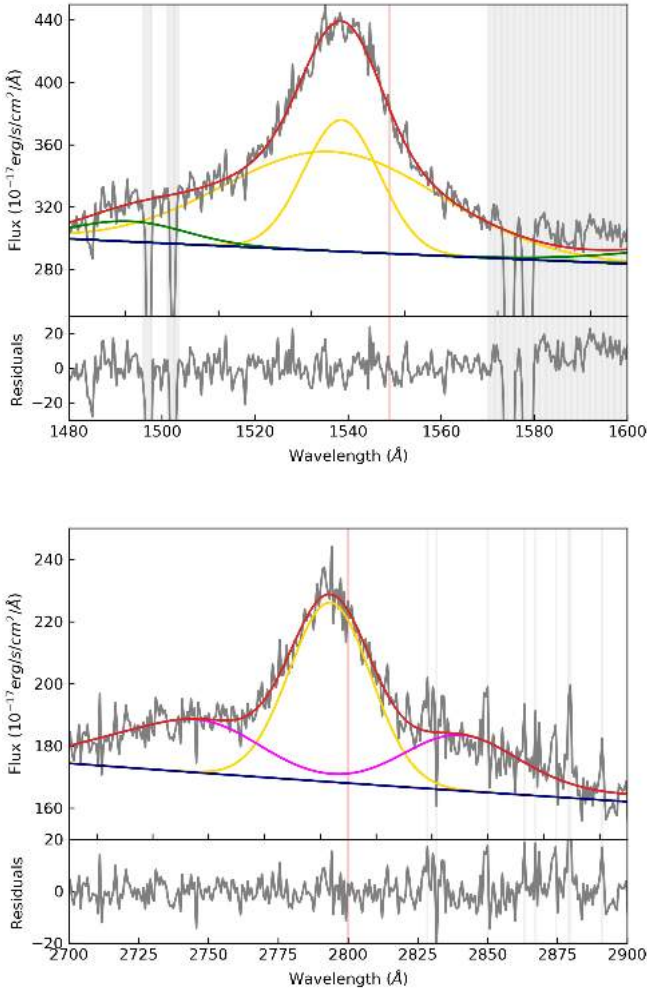 440
400
360
320
280
Flux (10⁻¹⁷erg/s/cm²/Å)
20
0
−20
Residuals
1480 1500 1520 1540 1560 1580 1600
Wavelength (Å)
240
220
200
180
160
Flux (10⁻¹⁷erg/s/cm²/Å)
20
0
−20
Residuals
2700 2725 2750 2775 2800 2825 2850 2875 2900
Wavelength (Å)